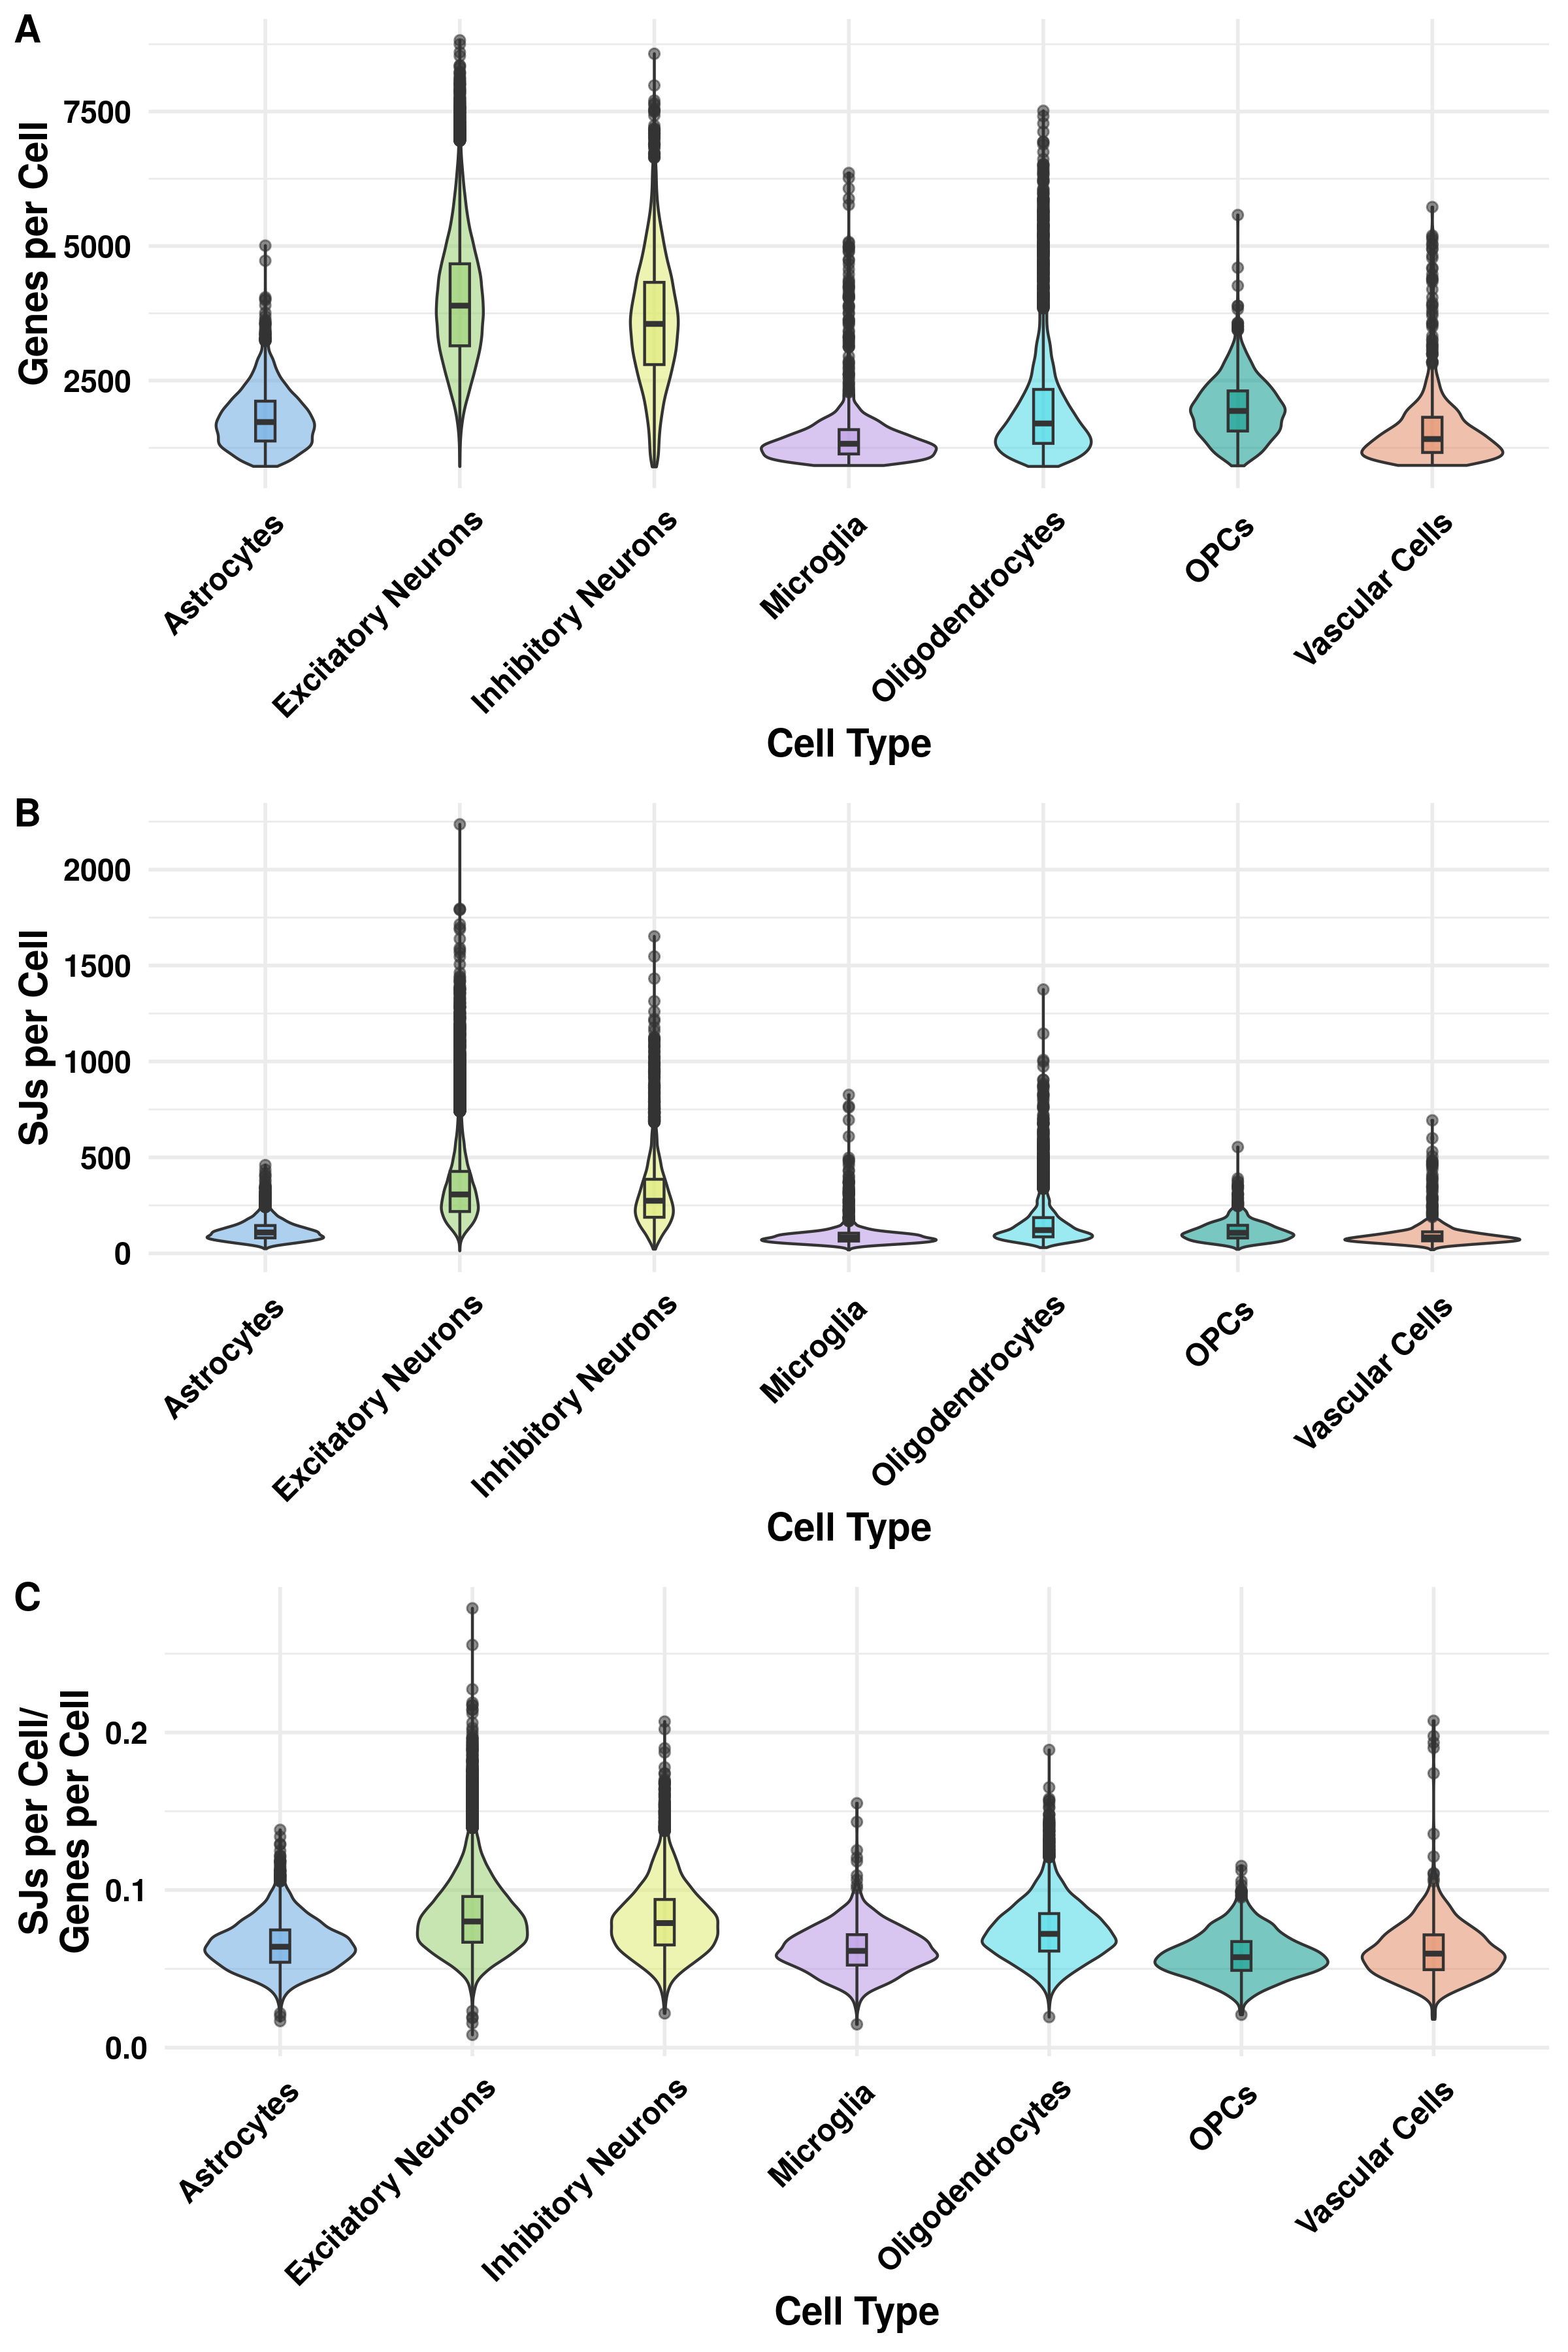 A
Genes per Cell
7500
5000
2500
Astrocytes
Excitatory Neurons
Inhibitory Neurons
Microglia
Oligodendrocytes
OPCs
Vascular Cells
Cell Type
B
SJs per Cell
2000
1500
1000
500
0
Astrocytes
Excitatory Neurons
Inhibitory Neurons
Microglia
Oligodendrocytes
OPCs
Vascular Cells
Cell Type
C
SJs per Cell/
Genes per Cell
0.2
0.1
0.0
Astrocytes
Excitatory Neurons
Inhibitory Neurons
Microglia
Oligodendrocytes
OPCs
Vascular Cells
Cell Type